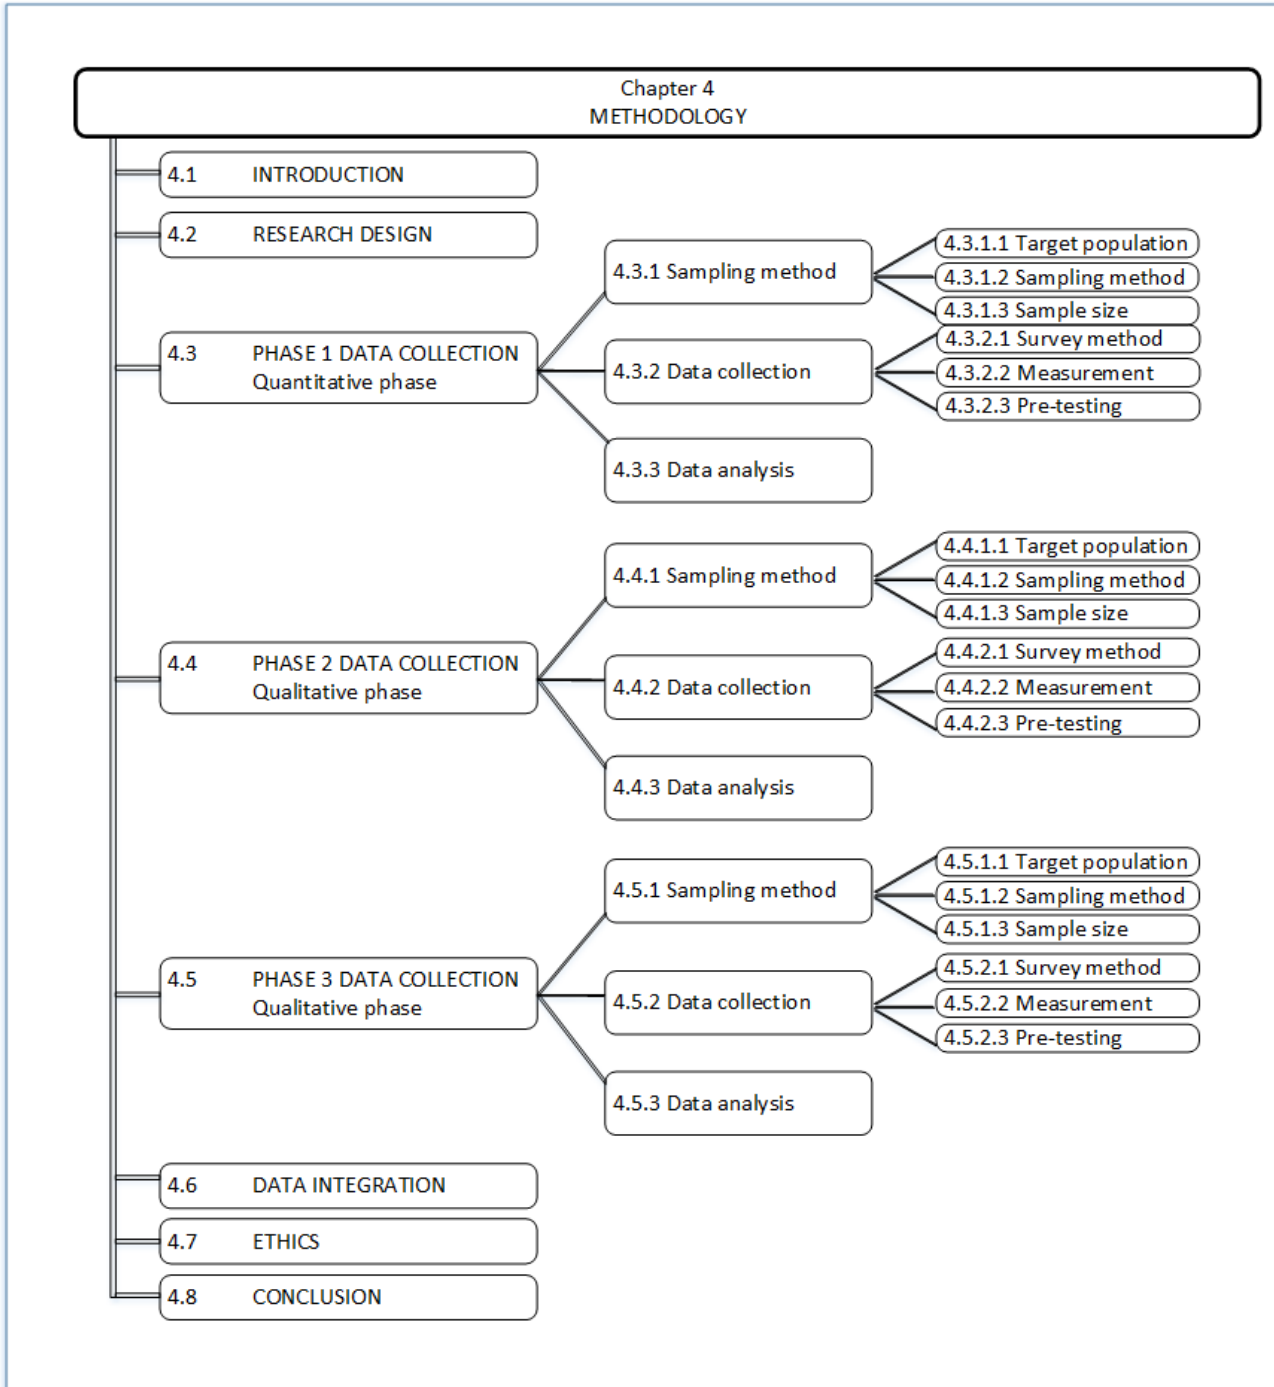 Chapter 4
METHODOLOGY
4.1 INTRODUCTION
4.2 RESEARCH DESIGN
4.3 PHASE 1 DATA COLLECTION
Quantitative phase
4.3.1 Sampling method
4.3.1.1 Target population
4.3.1.2 Sampling method
4.3.1.3 Sample size
4.3.2 Data collection
4.3.2.1 Survey method
4.3.2.2 Measurement
4.3.2.3 Pre-testing
4.3.3 Data analysis
4.4 PHASE 2 DATA COLLECTION
Qualitative phase
4.4.1 Sampling method
4.4.1.1 Target population
4.4.1.2 Sampling method
4.4.1.3 Sample size
4.4.2 Data collection
4.4.2.1 Survey method
4.4.2.2 Measurement
4.4.2.3 Pre-testing
4.4.3 Data analysis
4.5 PHASE 3 DATA COLLECTION
Qualitative phase
4.5.1 Sampling method
4.5.1.1 Target population
4.5.1.2 Sampling method
4.5.1.3 Sample size
4.5.2 Data collection
4.5.2.1 Survey method
4.5.2.2 Measurement
4.5.2.3 Pre-testing
4.5.3 Data analysis
4.6 DATA INTEGRATION
4.7 ETHICS
4.8 CONCLUSION